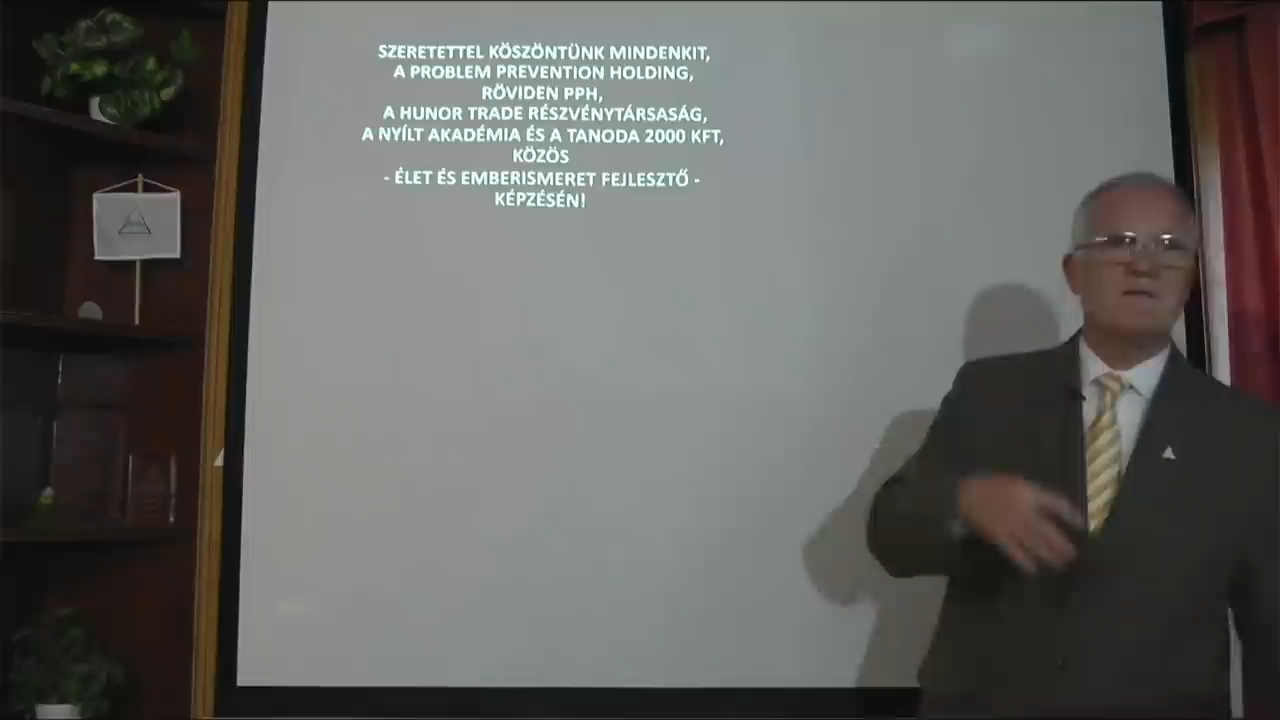 SZERETETTEL KÖSZÖNTÜNK MINDENKIT,
A PROBLEM PREVENTION HOLDING,
RÖVIDEN PPH,
A HUNOR TRADE RÉSZVÉNYTÁRSASÁG,
A NYÍLT AKADÉMIA ÉS A TANODA 2000 KFT,
KÖZÖS
- ÉLET ÉS EMBERISMERET FEJLESZTŐ -
KÉPZÉSÉN!